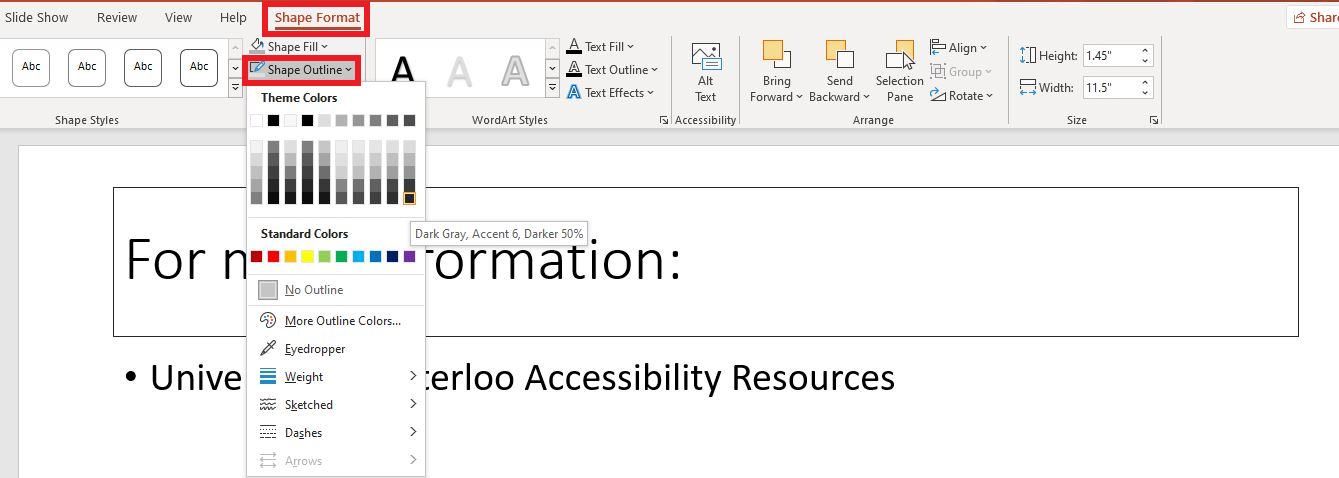 Slide Show Review View Help Shape Format Share
Abc Abc Abc Abc Shape Fill A A A Text Fill Align Height: 1.45"
Shape Outline Text Outline Alt Text Bring Forward Send Backward Selection Pane Group Width: 11.5"
Text Effects Rotate
Shape Styles WordArt Styles Accessibility Arrange Size
Theme Colors
Standard Colors
Dark Gray, Accent 6, Darker 50%
No Outline
More Outline Colors...
Eyedropper
Weight
Sketched
Dashes
Arrows
For m formation:
• Unive terloo Accessibility Resources